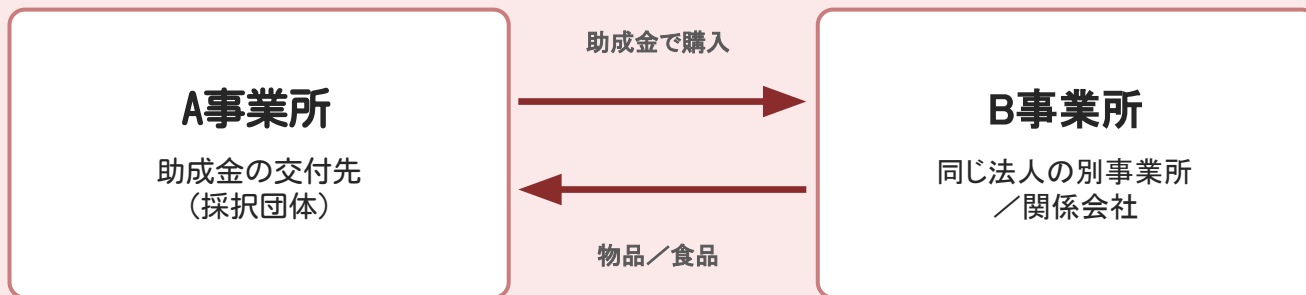 助成金で購入
A事業所
助成金の交付先
（採択団体）
B事業所
同じ法人の別事業所
／関係会社
物品／食品